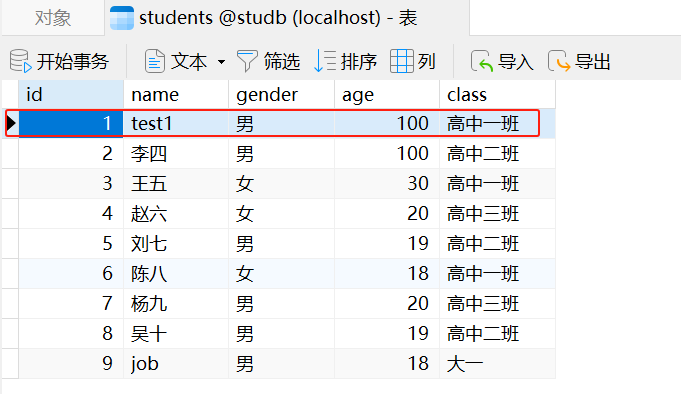 对象 students @studb (localhost) - 表
开始事务 文本 筛选 排序 列 导入 导出
id name gender age class
1 test1 男 100 高中一班
2 李四 男 100 高中二班
3 王五 女 30 高中一班
4 赵六 女 20 高中三班
5 刘七 男 19 高中二班
6 陈八 女 18 高中一班
7 杨九 男 20 高中三班
8 吴十 男 19 高中二班
9 job 男 18 大一